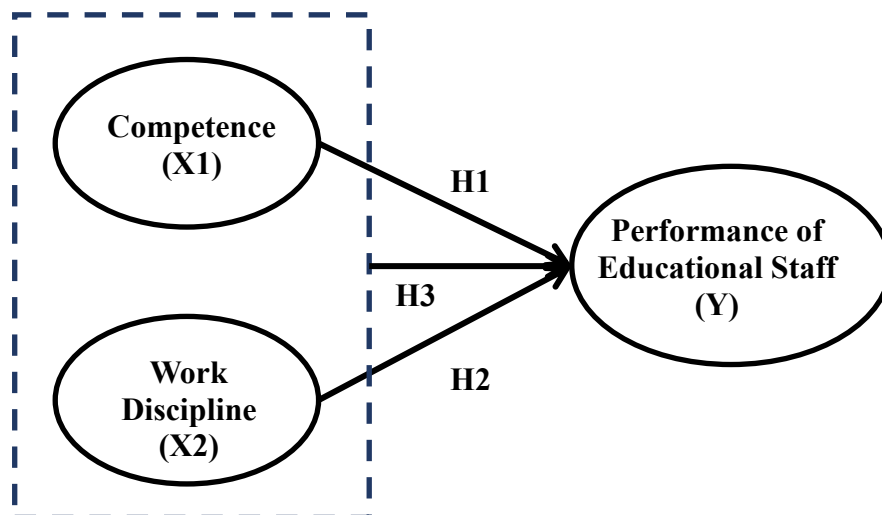 Competence
(X1)
H1
Performance of
Educational Staff
(Y)
H3
H2
Work
Discipline
(X2)